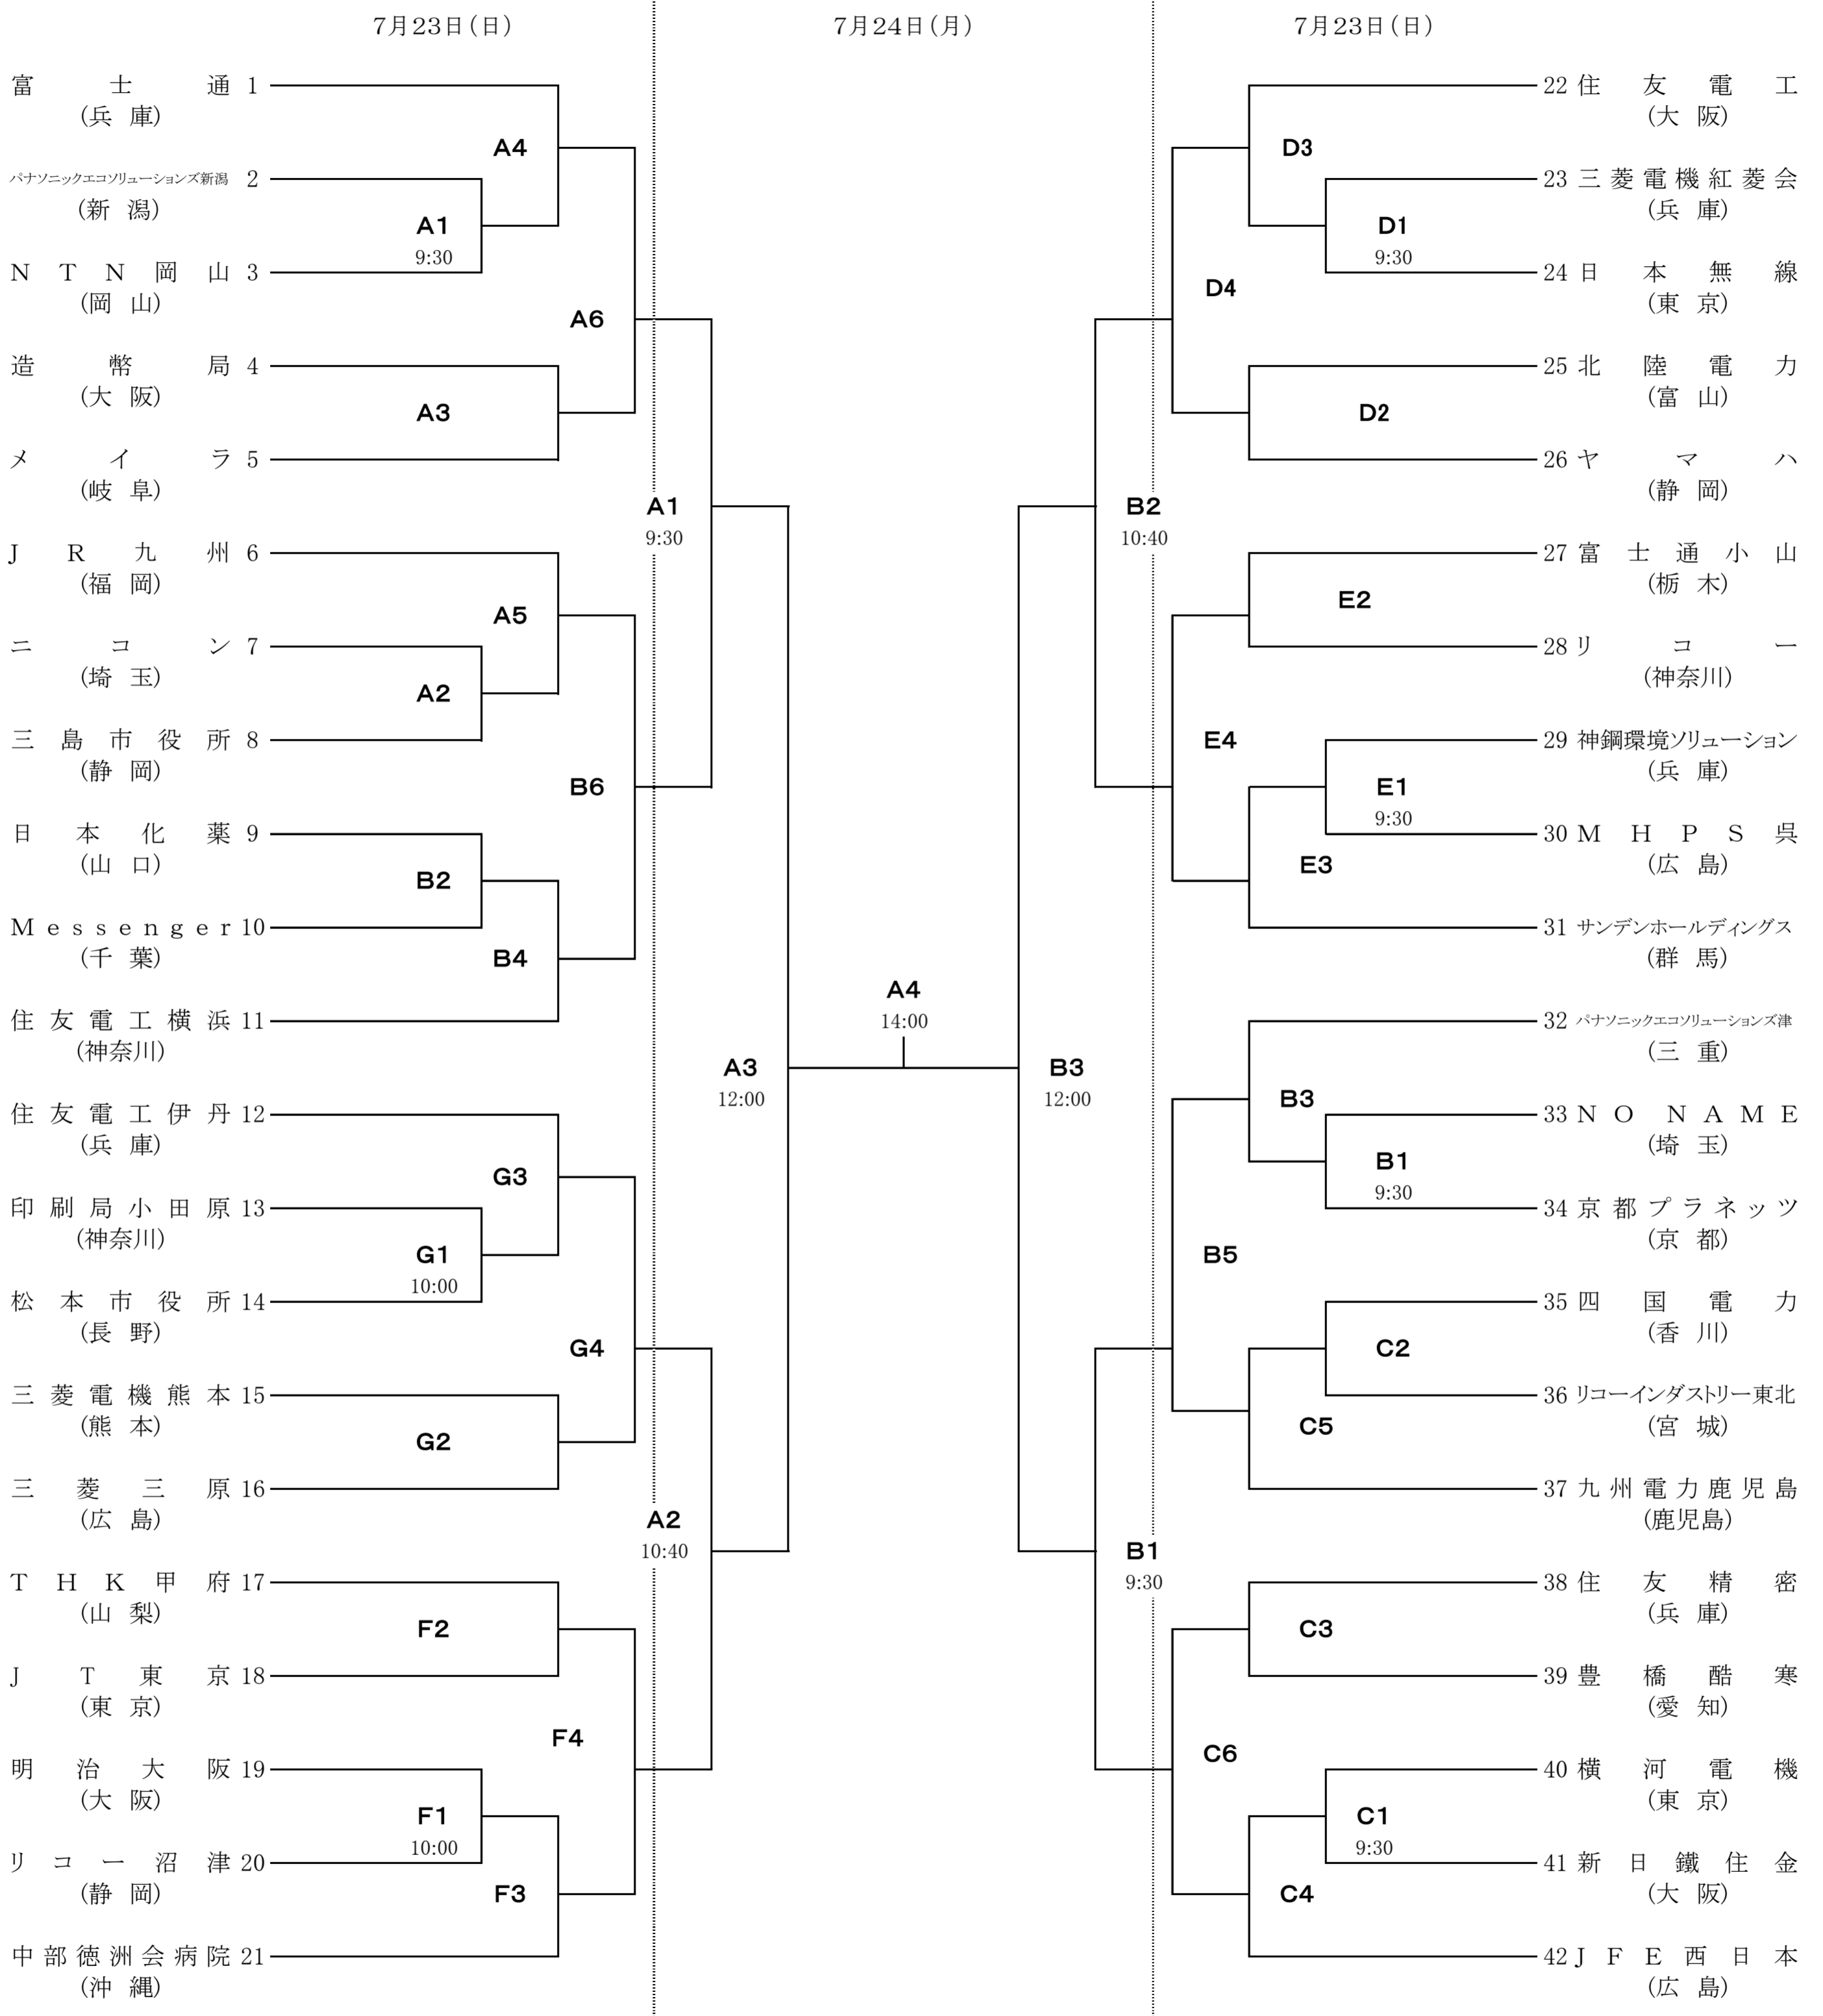 7月23日（日） 7月24日（月） 7月23日（日）
富士通 1
（兵庫）
A4
パナソニックエコソリューションズ新潟 2
（新潟）
A1
9:30
NTN岡山 3
（岡山）
A6
造幣局 4
（大阪）
A3
メイラ 5
（岐阜）
A1
9:30
JR九州 6
（福岡）
A5
ニコン 7
（埼玉）
A2
三島市役所 8
（静岡）
B6
日本化薬 9
（山口）
B2
Messenger 10
（千葉）
B4
住友電工横浜 11
（神奈川）
A3
12:00
住友電工伊丹 12
（兵庫）
G3
印刷局小田原 13
（神奈川）
G1
10:00
松本市役所 14
（長野）
G4
三菱電機熊本 15
（熊本）
G2
三菱三原 16
（広島）
A2
10:40
THK甲府 17
（山梨）
F2
JT東京 18
（東京）
F4
明治大阪 19
（大阪）
F1
10:00
リコー沼津 20
（静岡）
F3
中部徳洲会病院 21
（沖縄）
A4
14:00
22 住友電工
（大阪）
D3
23 三菱電機紅菱会
（兵庫）
D1
9:30
24 日本無線
（東京）
D4
25 北陸電力
（富山）
D2
26 ヤマハ
（静岡）
B2
10:40
27 富士通小山
（栃木）
E2
28 リコー
（神奈川）
E4
29 神鋼環境ソリューション
（兵庫）
E1
9:30
30 MHPS呉
（広島）
E3
31 サンデンホールディングス
（群馬）
32 パナソニックエコソリューションズ津
（三重）
B3
12:00
B3
33 NO NAME
（埼玉）
B1
9:30
34 京都プラネッツ
（京都）
B5
35 四国電力
（香川）
C2
36 リコーインダストリー東北
（宮城）
C5
37 九州電力鹿児島
（鹿児島）
B1
9:30
38 住友精密
（兵庫）
C3
39 豊橋酷寒
（愛知）
C6
40 横河電機
（東京）
C1
9:30
41 新日鐵住金
（大阪）
C4
42 JFE西日本
（広島）